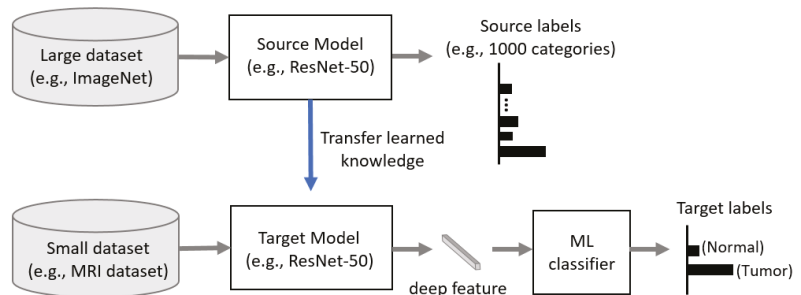 Large dataset
(e.g., ImageNet)
Source Model
(e.g., ResNet-50)
Source labels
(e.g., 1000 categories)
Transfer learned
knowledge
Small dataset
(e.g., MRI dataset)
Target Model
(e.g., ResNet-50)
deep feature
ML
classifier
Target labels
(Normal)
(Tumor)